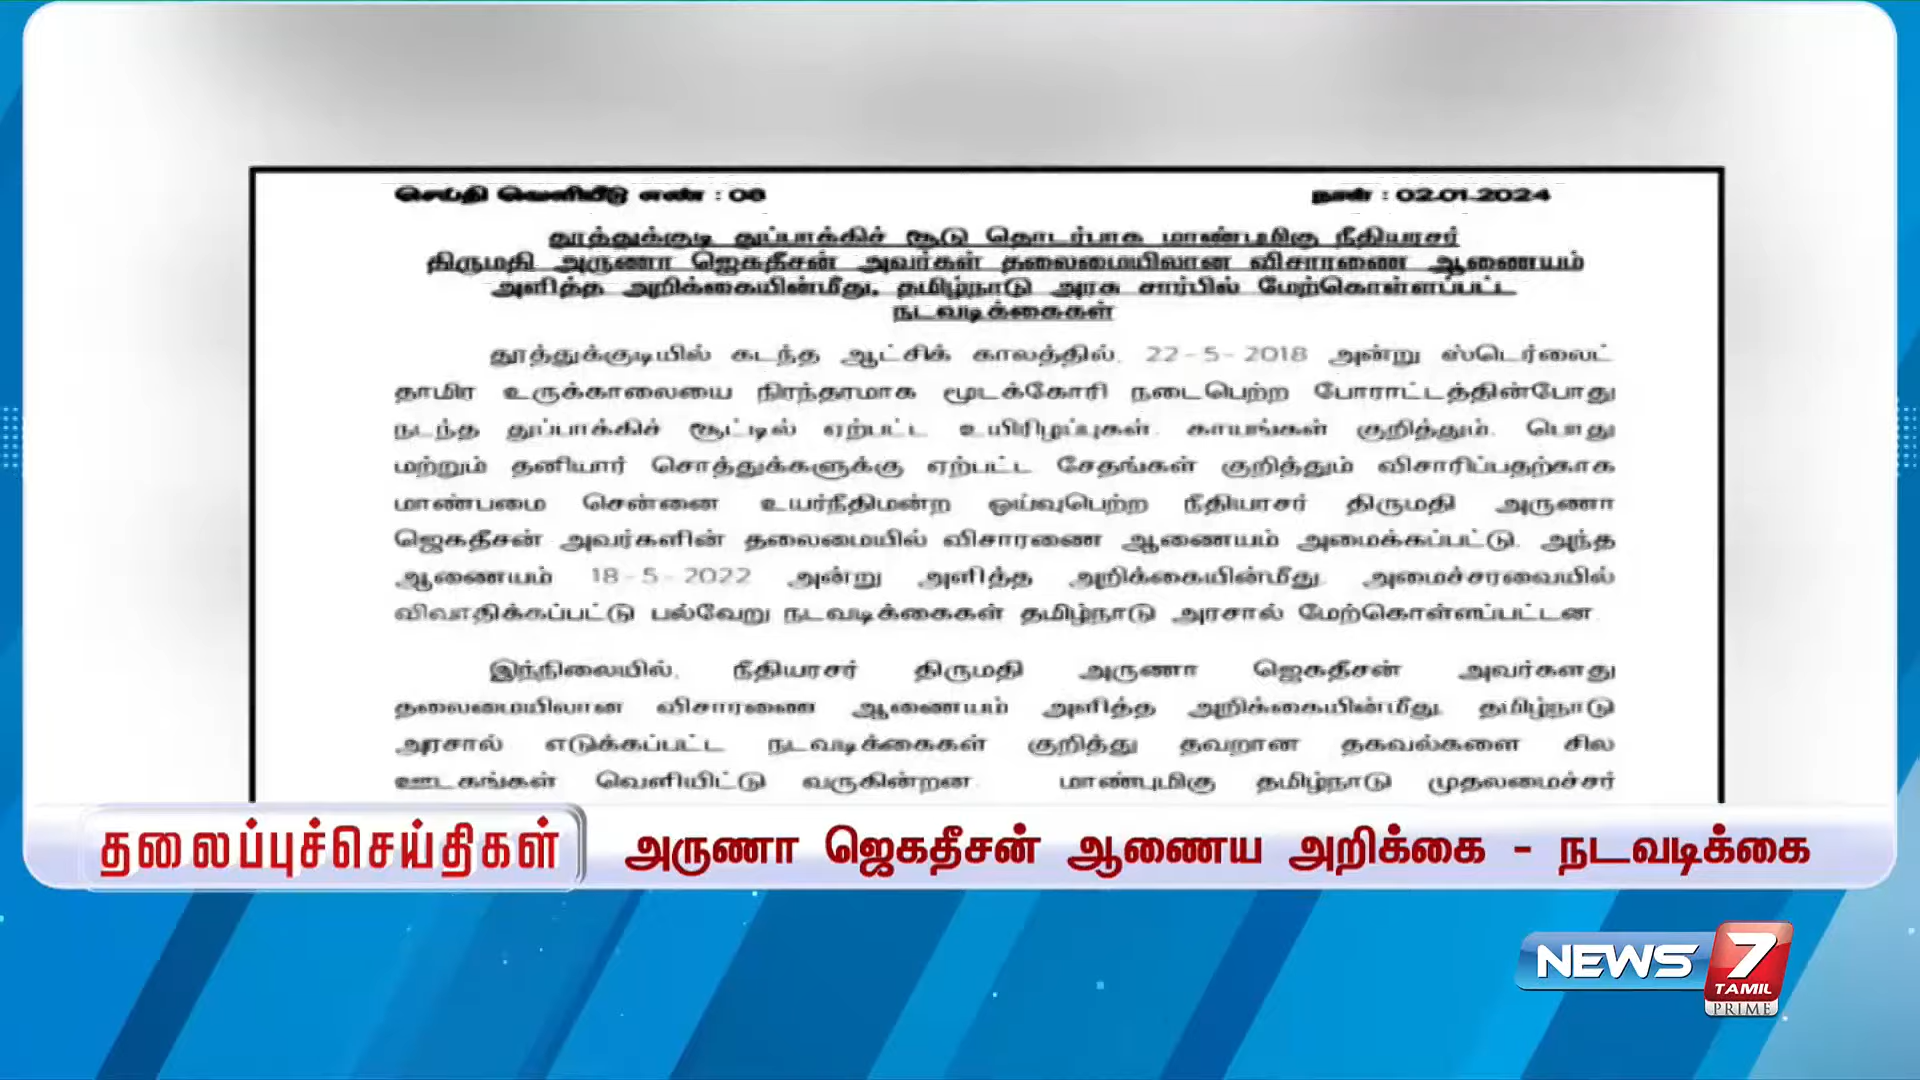 செய்தி வெளியீடு எண் : 08
நாள் : 02.01.2024
தூத்துக்குடி துப்பாக்கிச் சூடு தொடர்பாக மாண்புமிகு நீதியரசர்
திருமதி அருணா ஜெகதீசன் அவர்கள் தலைமையிலான விசாரணை ஆணையம்
அளித்த அறிக்கையின்மீது, தமிழ்நாடு அரசு சார்பில் மேற்கொள்ளப்பட்ட
நடவடிக்கைகள்
தூத்துக்குடியில் கடந்த ஆட்சிக் காலத்தில், 22-5-2018 அன்று ஸ்டெர்லைட்
தாமிர உருக்காலையை நிரந்தரமாக மூடக்கோரி நடைபெற்ற போராட்டத்தின்போது
நடந்த துப்பாக்கிச் சூட்டில் ஏற்பட்ட உயிரிழப்புகள், காயங்கள் குறித்தும், பொது
மற்றும் தனியார் சொத்துக்களுக்கு ஏற்பட்ட சேதங்கள் குறித்தும் விசாரிப்பதற்காக
மாண்பமை சென்னை உயர்நீதிமன்ற ஓய்வுபெற்ற நீதியரசர் திருமதி அருணா
ஜெகதீசன் அவர்களின் தலைமையில் விசாரணை ஆணையம் அமைக்கப்பட்டு, அந்த
ஆணையம் 18-5-2022 அன்று அளித்த அறிக்கையின்மீது, அமைச்சரவையில்
விவாதிக்கப்பட்டு பல்வேறு நடவடிக்கைகள் தமிழ்நாடு அரசால் மேற்கொள்ளப்பட்டன.
இந்நிலையில், நீதியரசர் திருமதி அருணா ஜெகதீசன் அவர்களது
தலைமையிலான விசாரணை ஆணையம் அளித்த அறிக்கையின்மீது, தமிழ்நாடு
அரசால் எடுக்கப்பட்ட நடவடிக்கைகள் குறித்து தவறான தகவல்களை சில
ஊடகங்கள் வெளியிட்டு வருகின்றன. மாண்புமிகு தமிழ்நாடு முதலமைச்சர்
தலைப்புச்செய்திகள்
அருணா ஜெகதீசன் ஆணைய அறிக்கை - நடவடிக்கை
NEWS 7
TAMIL
PRIME